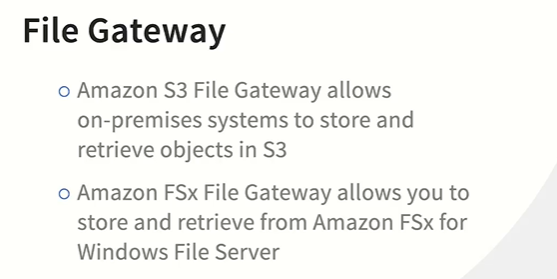 File Gateway
Amazon S3 File Gateway allows
on-premises systems to store and
retrieve objects in S3
Amazon FSx File Gateway allows you to
store and retrieve from Amazon FSx for
Windows File Server